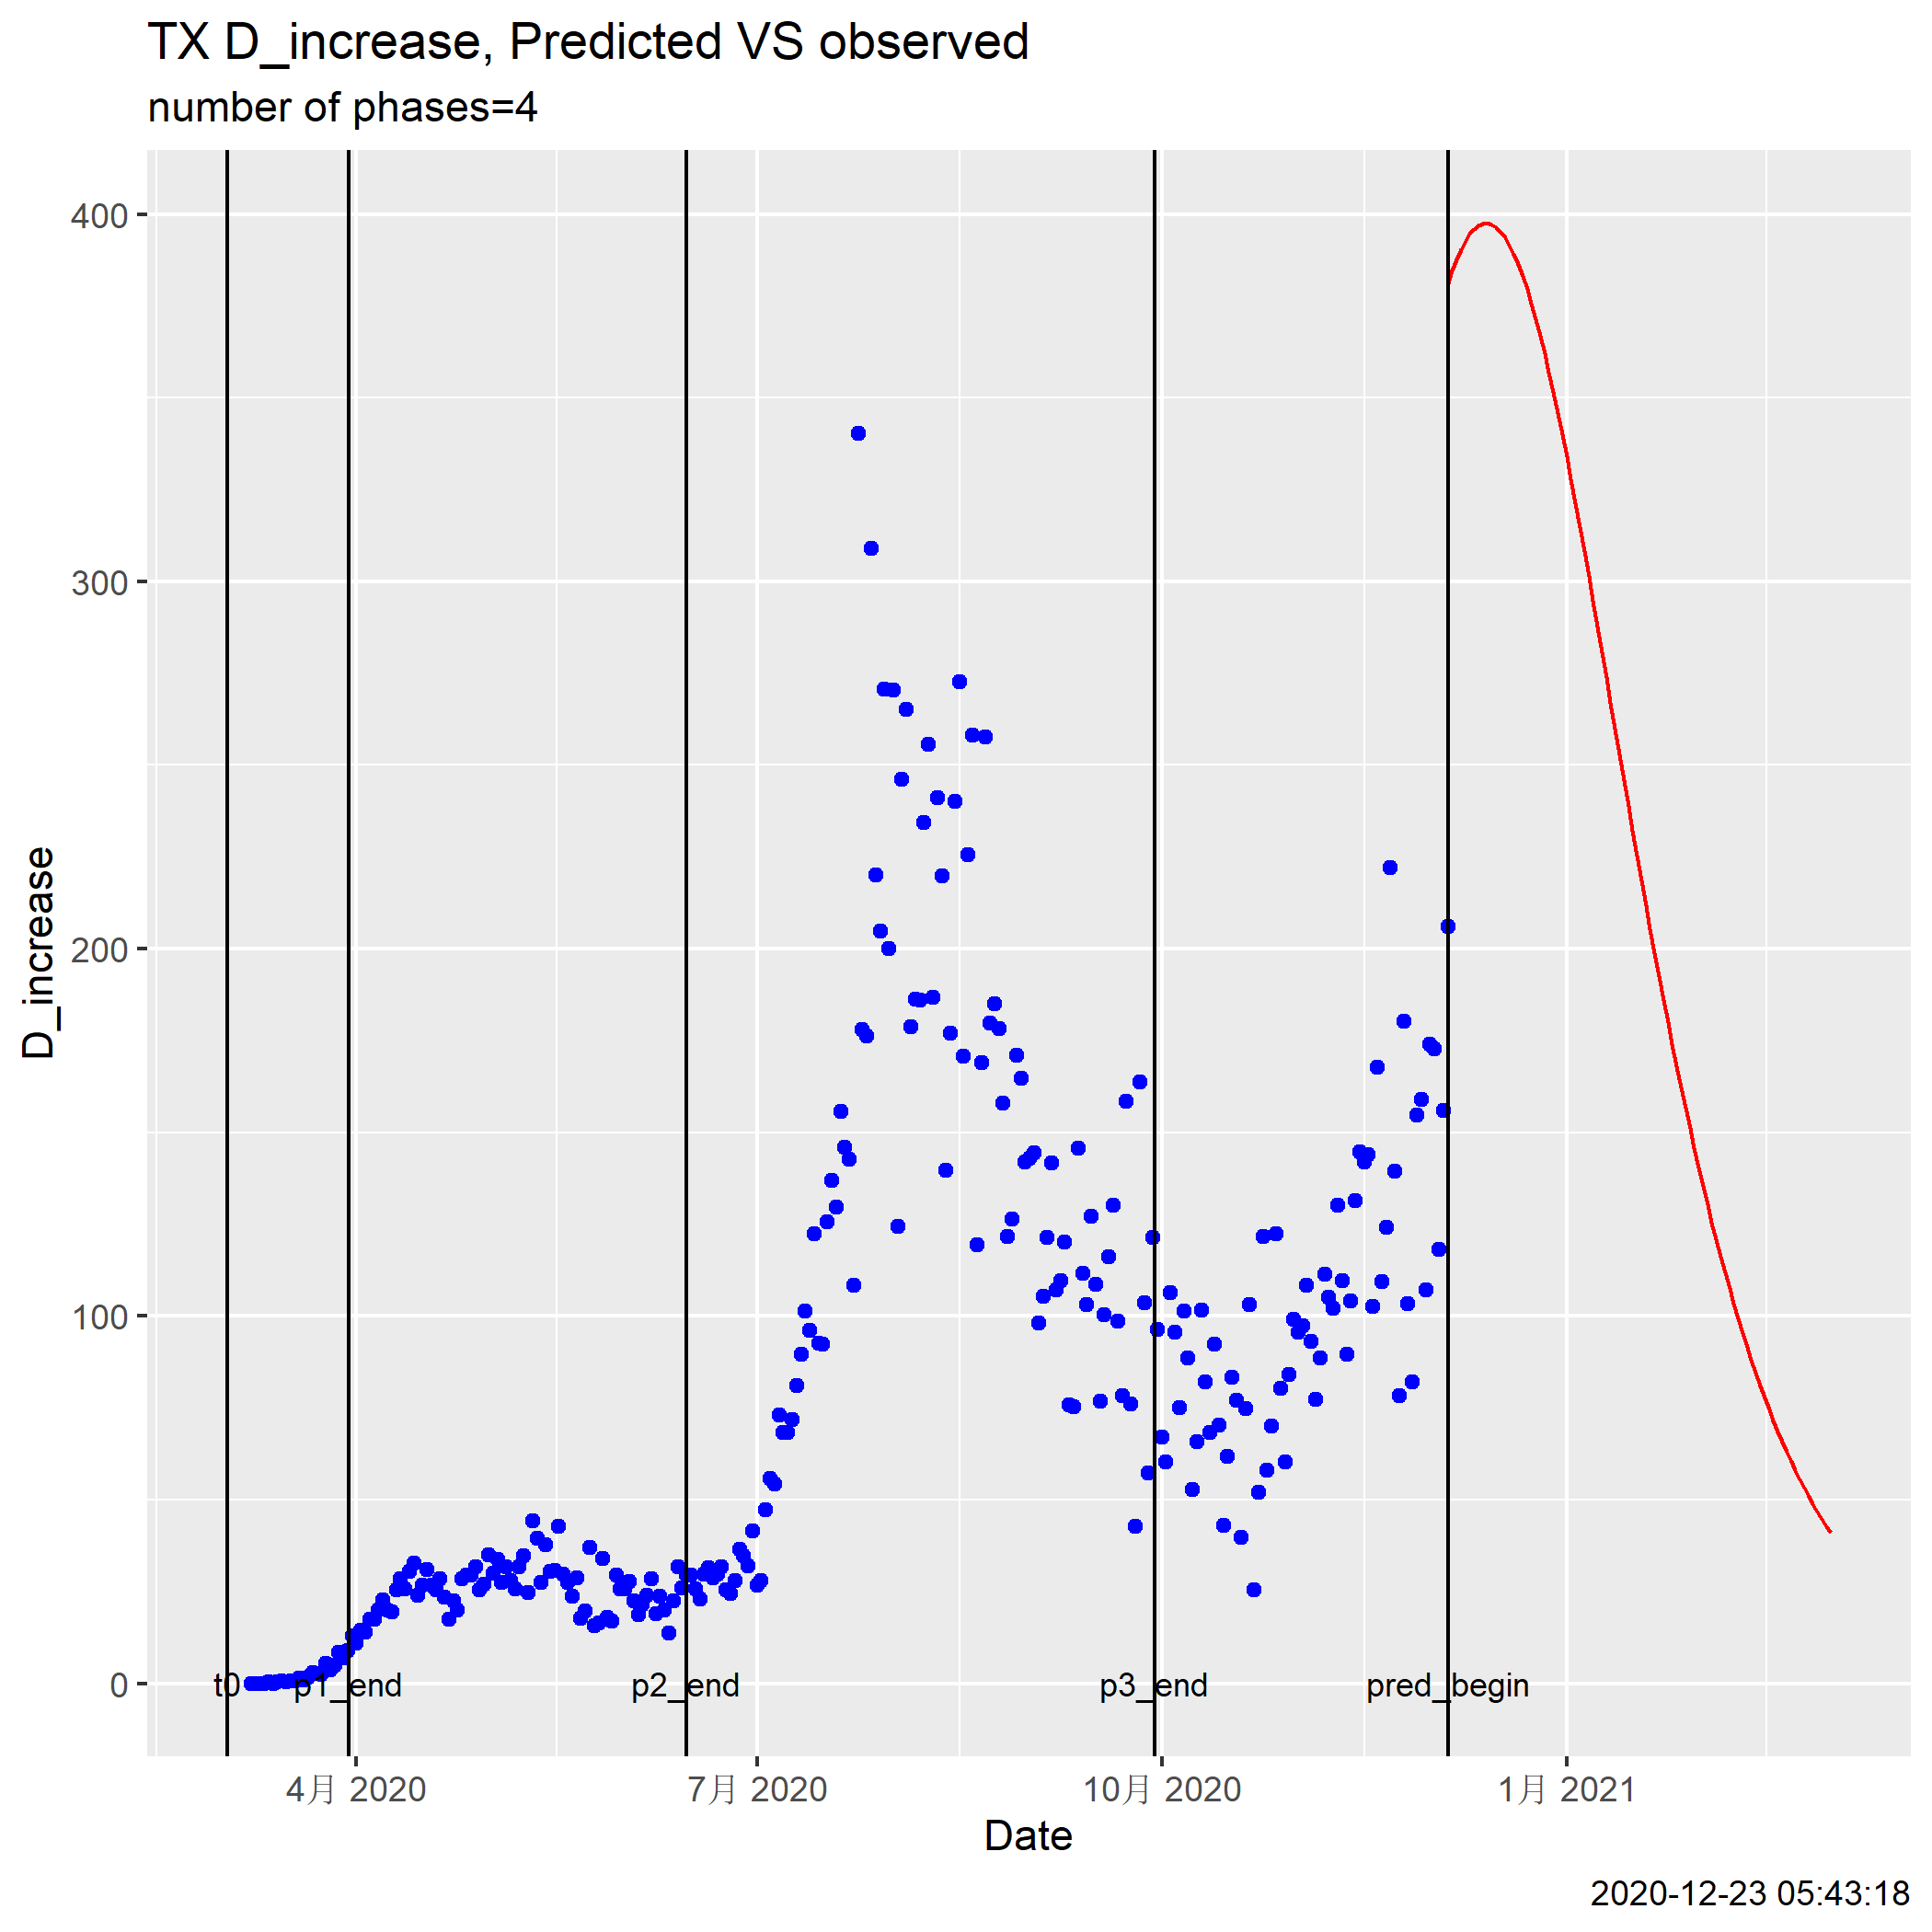 TX D_increase, Predicted VS observed
number of phases=4
D_increase
400
300
200
100
0
t0
p1_end
p2_end
p3_end
pred_begin
4月 2020
7月 2020
10月 2020
1月 2021
Date
2020-12-23 05:43:18